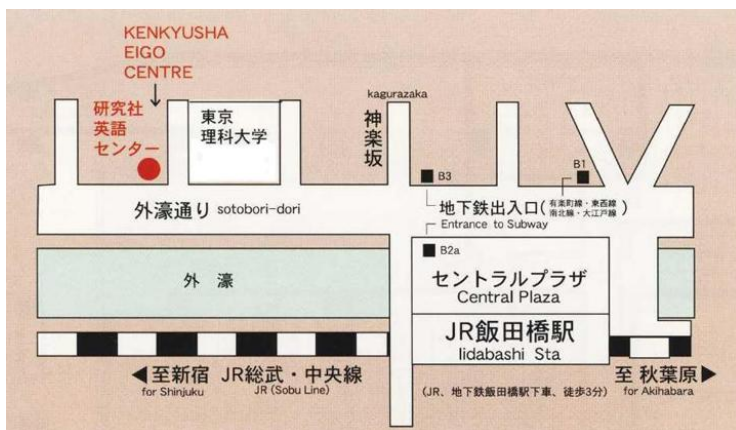 KENKYUSHA
EIGO
CENTRE
研究社
英語
センター
東京
理科大学
kagurazaka
神楽坂
B3
B1
外濠通り sotobori-dori
地下鉄出入口(有楽町線・東西線
南北線・大江戸線)
Entrance to Subway
B2a
外 濠
セントラルプラザ
Central Plaza
JR飯田橋駅
Iidabashi Sta
◀至新宿
for Shinjuku
JR総武・中央線
JR (Sobu Line)
(JR、地下鉄飯田橋駅下車、徒歩3分)
至 秋葉原▶
for Akihabara